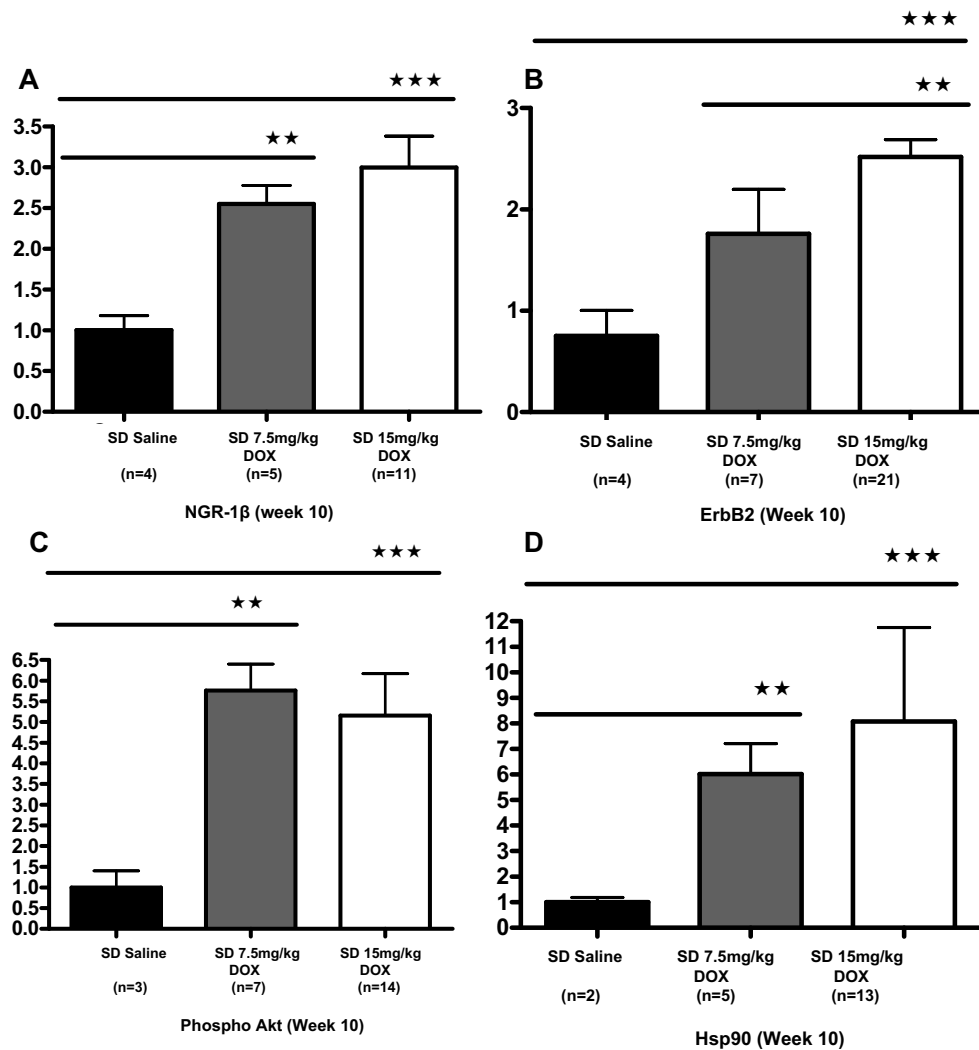 A
★★★
★★
3.5
3.0
2.5
2.0
1.5
1.0
0.5
0.0
SD Saline
(n=4)
SD 7.5mg/kg
DOX
(n=5)
SD 15mg/kg
DOX
(n=11)
NGR-1β (week 10)
B
★★★
★★
3
2
1
0
SD Saline
(n=4)
SD 7.5mg/kg
DOX
(n=7)
SD 15mg/kg
DOX
(n=21)
ErbB2 (Week 10)
C
★★★
★★
6.5
6.0
5.5
5.0
4.5
4.0
3.5
3.0
2.5
2.0
1.5
1.0
0.5
0.0
SD Saline
(n=3)
SD 7.5mg/kg
DOX
(n=7)
SD 15mg/kg
DOX
(n=14)
Phospho Akt (Week 10)
D
★★★
★★
12
11
10
9
8
7
6
5
4
3
2
1
0
SD Saline
(n=2)
SD 7.5mg/kg
DOX
(n=5)
SD 15mg/kg
DOX
(n=13)
Hsp90 (Week 10)